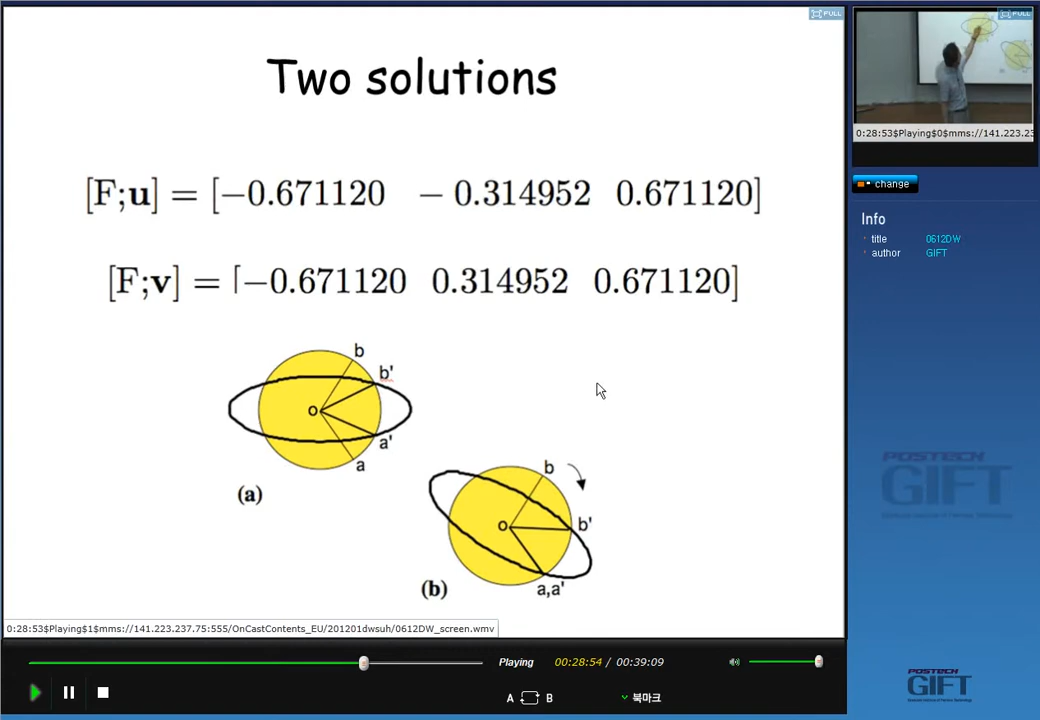 FULL
Two solutions
[F;u] = [−0.671120 − 0.314952 0.671120]
[F;v] = [−0.671120 0.314952 0.671120]
b
b'
o
a'
a
(a)
b
b'
o
a,a'
(b)
0:28:53$Playing$1$mms://141.223.237.75:555/OnCastContents_EU/201201dwsuh/0612DW_screen.wmv
FULL
0:28:53$Playing$0$mms://141.223.23
change
Info
title 0612DW
author GIFT
POSTECH
GIFT
Playing 00:28:54 / 00:39:09
A B 북마크
POSTECH
GIFT